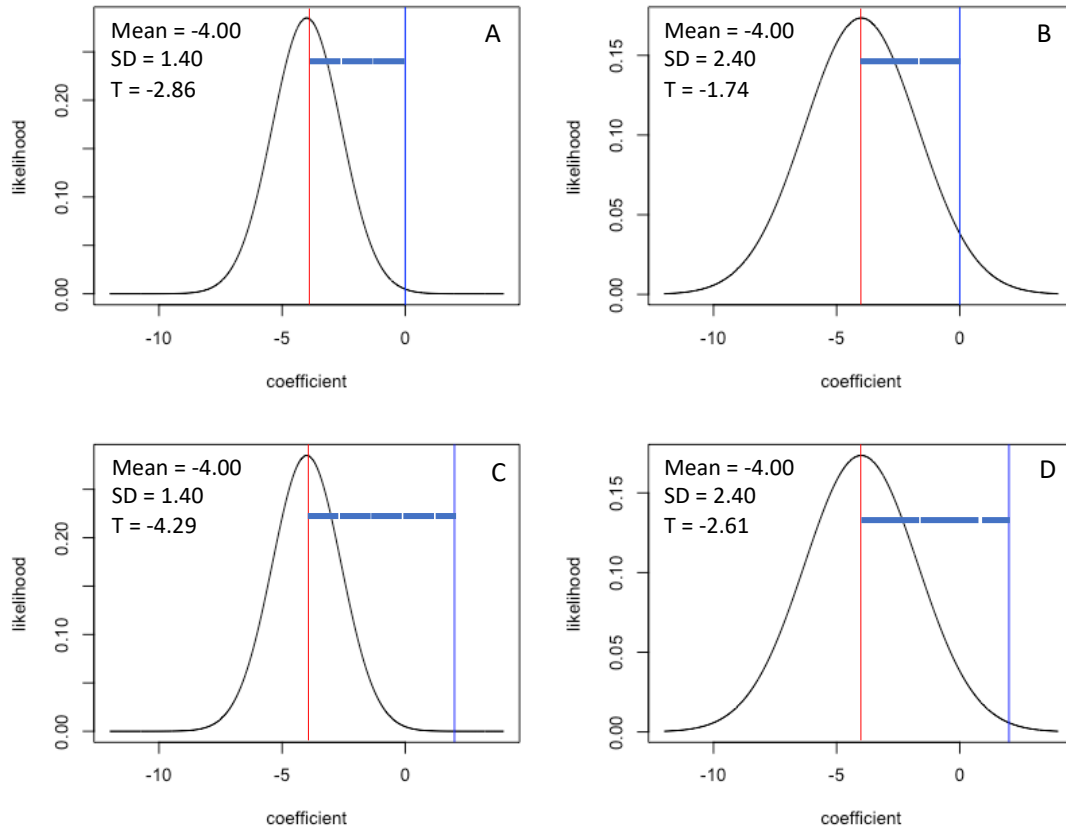 Mean = -4.00
SD = 1.40
T = -2.86
A
likelihood
0.00
0.10
0.20
-10
-5
0
coefficient
Mean = -4.00
SD = 2.40
T = -1.74
B
likelihood
0.00
0.05
0.10
0.15
-10
-5
0
coefficient
Mean = -4.00
SD = 1.40
T = -4.29
C
likelihood
0.00
0.10
0.20
-10
-5
0
coefficient
Mean = -4.00
SD = 2.40
T = -2.61
D
likelihood
0.00
0.05
0.10
0.15
-10
-5
0
coefficient